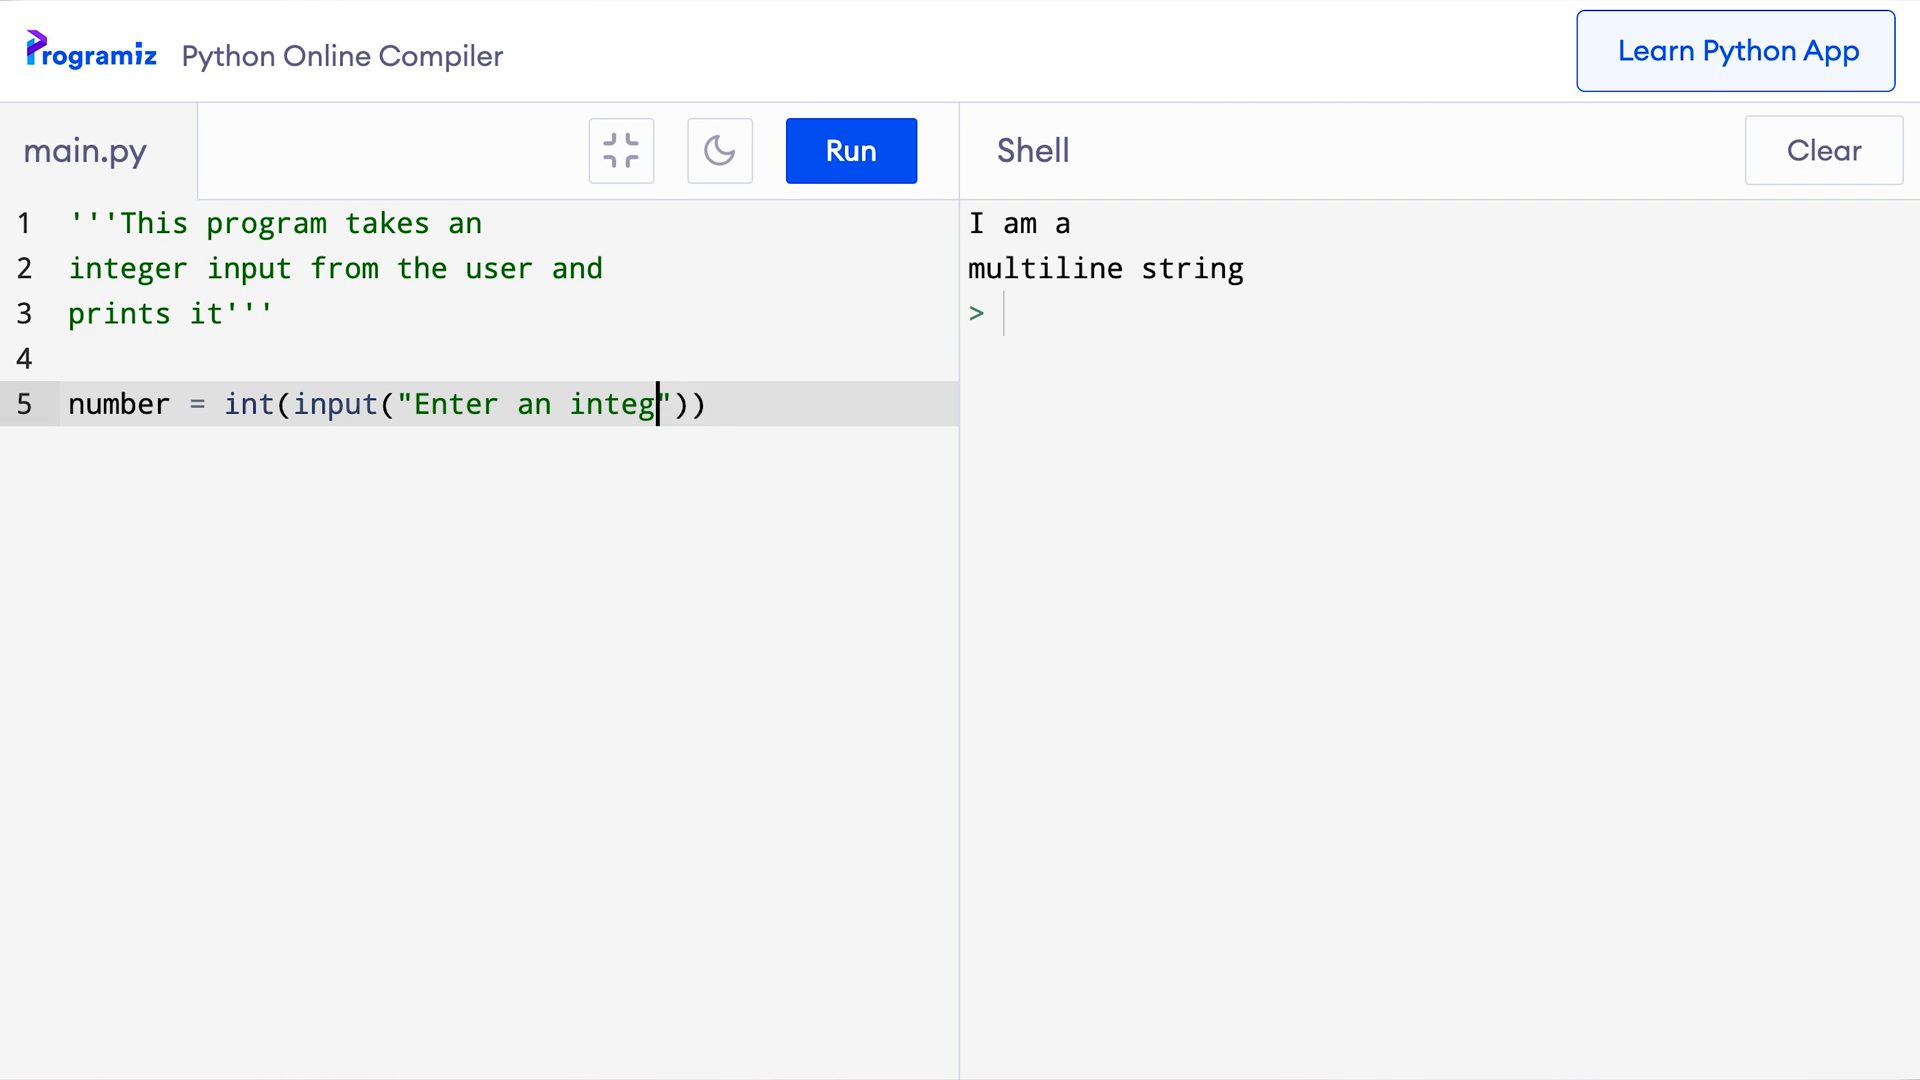 Programiz Python Online Compiler Learn Python App
main.py Run Shell Clear
1 '''This program takes an
2 integer input from the user and
3 prints it'''
4
5 number = int(input("Enter an integ"))
I am a
multiline string
>